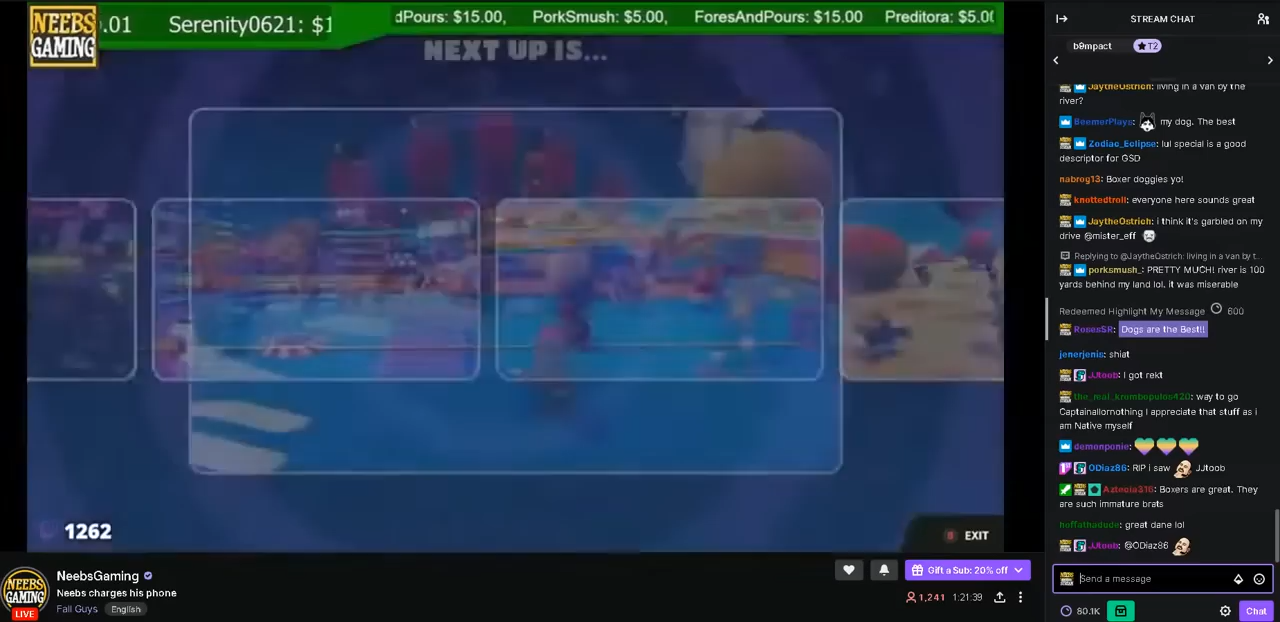 NEEBS
GAMING
.01 Serenity0621: $1
dPours: $15.00, PorkSmush: $5.00, ForesAndPours: $15.00 Preditora: $5.00
NEXT UP IS...
1262
EXIT
NEEBS
GAMING
LIVE
NeebsGaming
Neebs charges his phone
Fall Guys English
Gift a Sub: 20% off
1,241 1:21:39
STREAM CHAT
b9mpact T2
JaytheOstrich: living in a van by the
river?
BeemerPlays: my dog. The best
Zodiac_Eclipse: lul special is a good
descriptor for GSD
nabrog13: Boxer doggies yo!
knottedtroll: everyone here sounds great
JaytheOstrich: i think it's garbled on my
drive @mister_eff
Replying to @JaytheOstrich: living in a van by t...
porksmush_: PRETTY MUCH! river is 100
yards behind my land lol. it was miserable
Redeemed Highlight My Message 600
RosesSR: Dogs are the Best!!
jenerjenis: shiat
JJtoob: I got rekt
the_real_krombopulos420: way to go
Captainallornothing I appreciate that stuff as i
am Native myself
demonponie:
ODiaz86: RIP i saw JJtoob
Aztecia316: Boxers are great. They
are such immature brats
hoffathadude: great dane lol
JJtoob: @ODiaz86
Send a message
80.1K
Chat